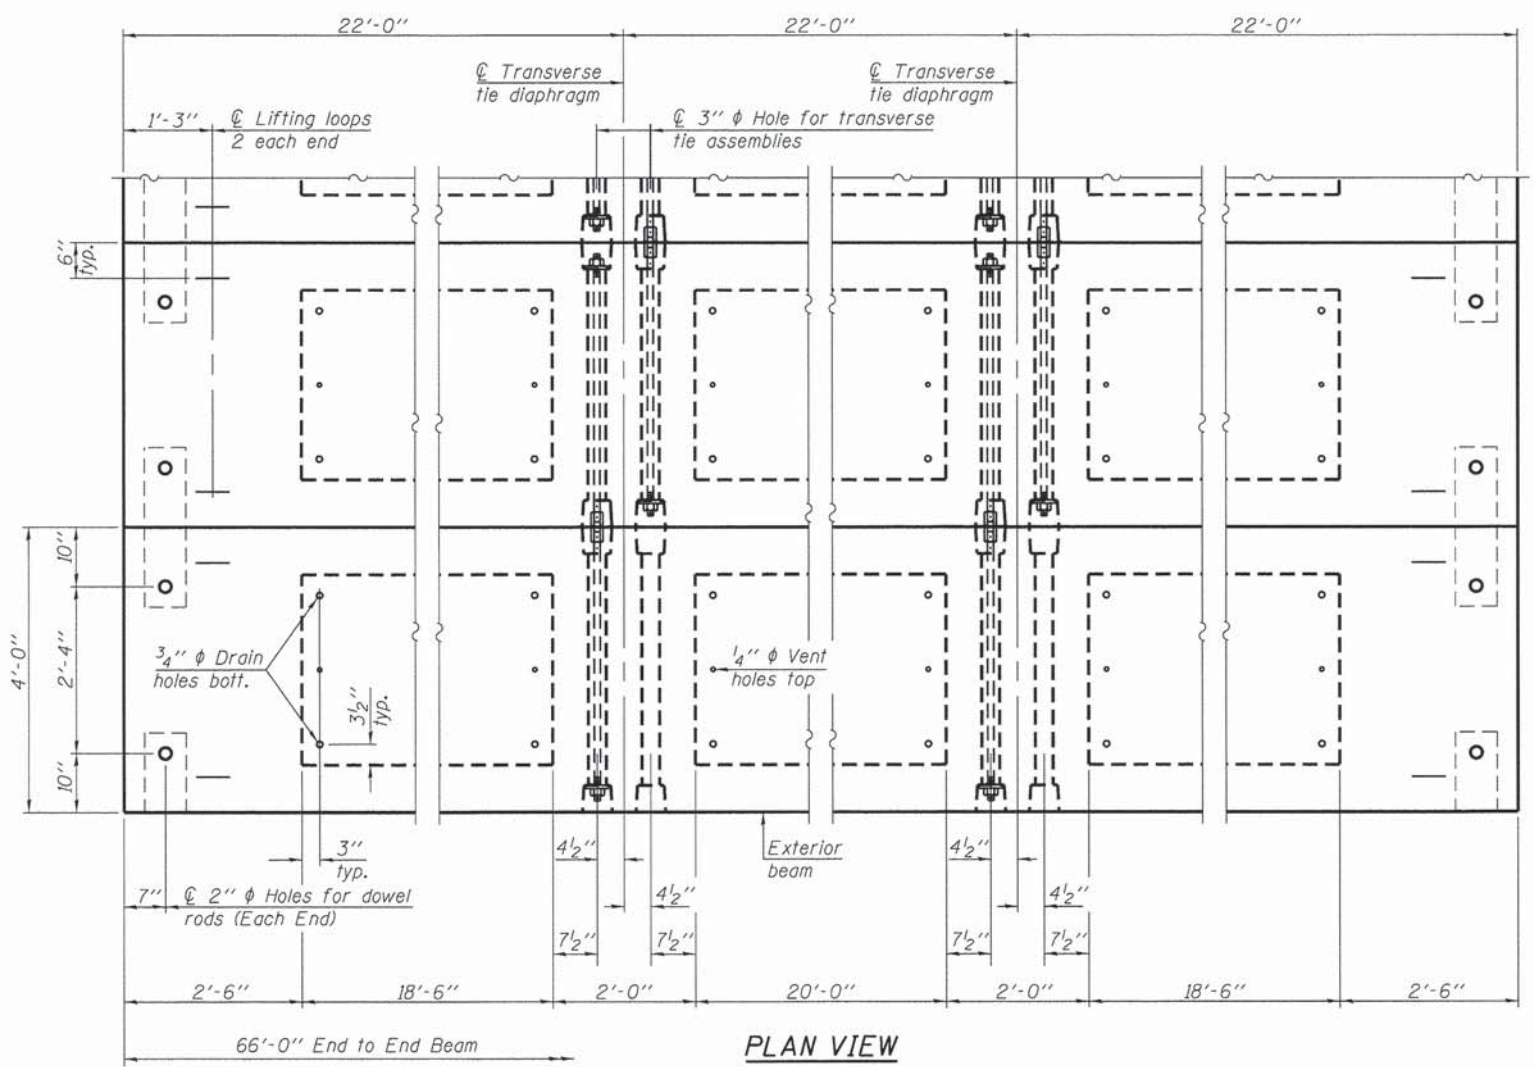 22'-0" 22'-0" 22'-0"
℄ Transverse
tie diaphragm
℄ Transverse
tie diaphragm
1'-3"
℄ Lifting loops
2 each end
℄ 3" ϕ Hole for transverse
tie assemblies
6"
typ.
10"
4'-0"
2'-4"
10"
3/4" ϕ Drain
holes bott.
3 1/2"
typ.
1/4" ϕ Vent
holes top
3"
typ.
4 1/2"
Exterior
beam
4 1/2"
7"
℄ 2" ϕ Holes for dowel
rods (Each End)
4 1/2"
4 1/2"
7 1/2" 7 1/2" 7 1/2" 7 1/2"
2'-6" 18'-6" 2'-0" 20'-0" 2'-0" 18'-6" 2'-6"
66'-0" End to End Beam
PLAN VIEW